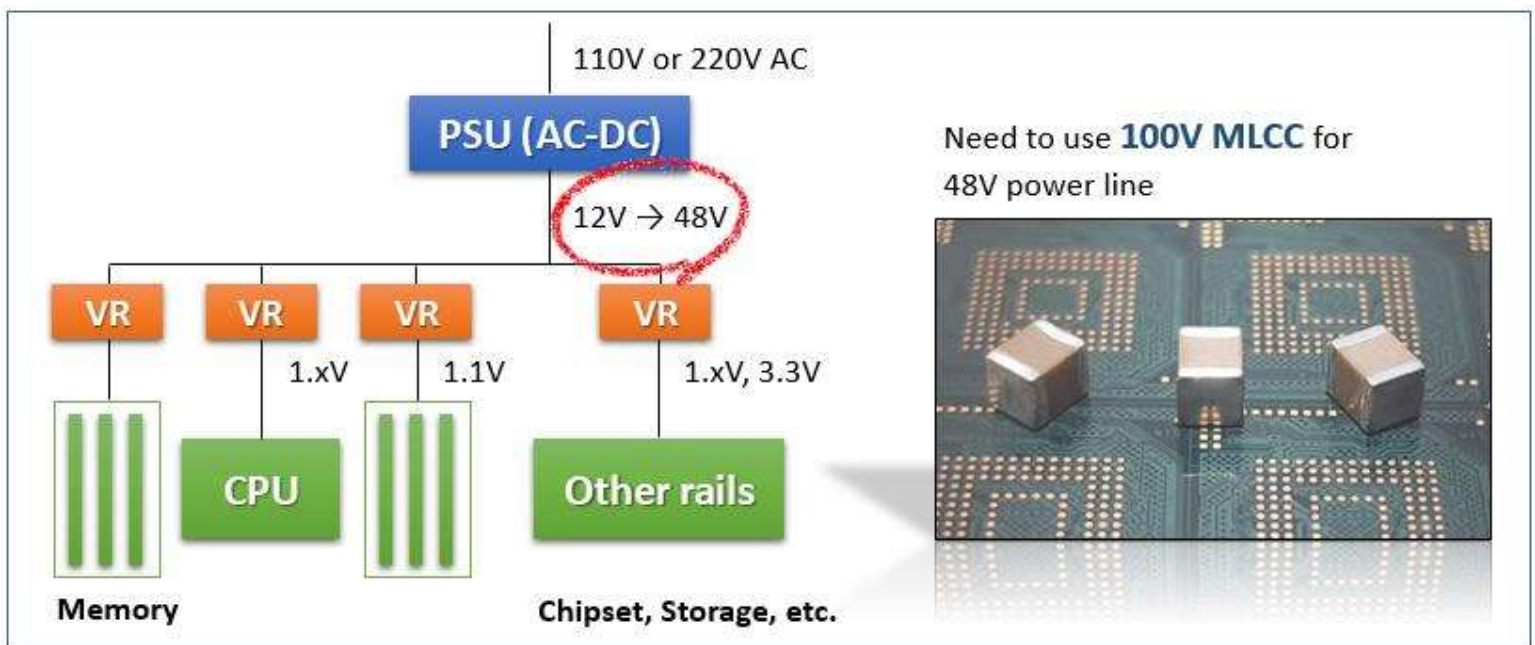 110V or 220V AC
PSU (AC-DC)
12V → 48V
VR
VR
VR
VR
1.xV
1.1V
1.xV, 3.3V
CPU
Other rails
Memory
Chipset, Storage, etc.
Need to use 100V MLCC for
48V power line